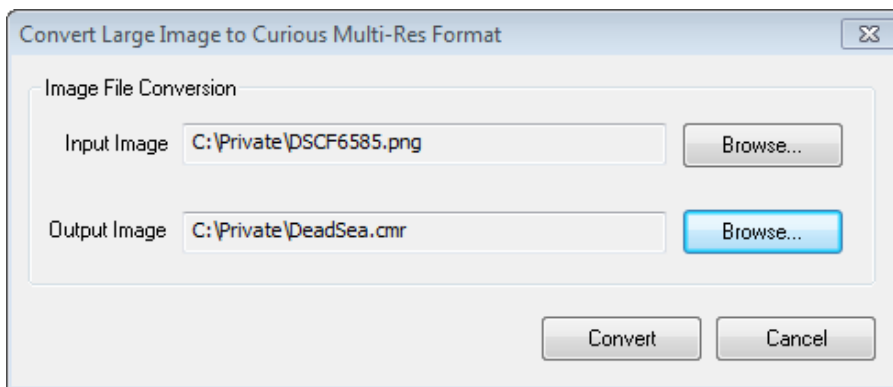 Convert Large Image to Curious Multi-Res Format
Image File Conversion
Input Image C:\Private\DSCF6585.png Browse...
Output Image C:\Private\DeadSea.cmr Browse...
Convert Cancel